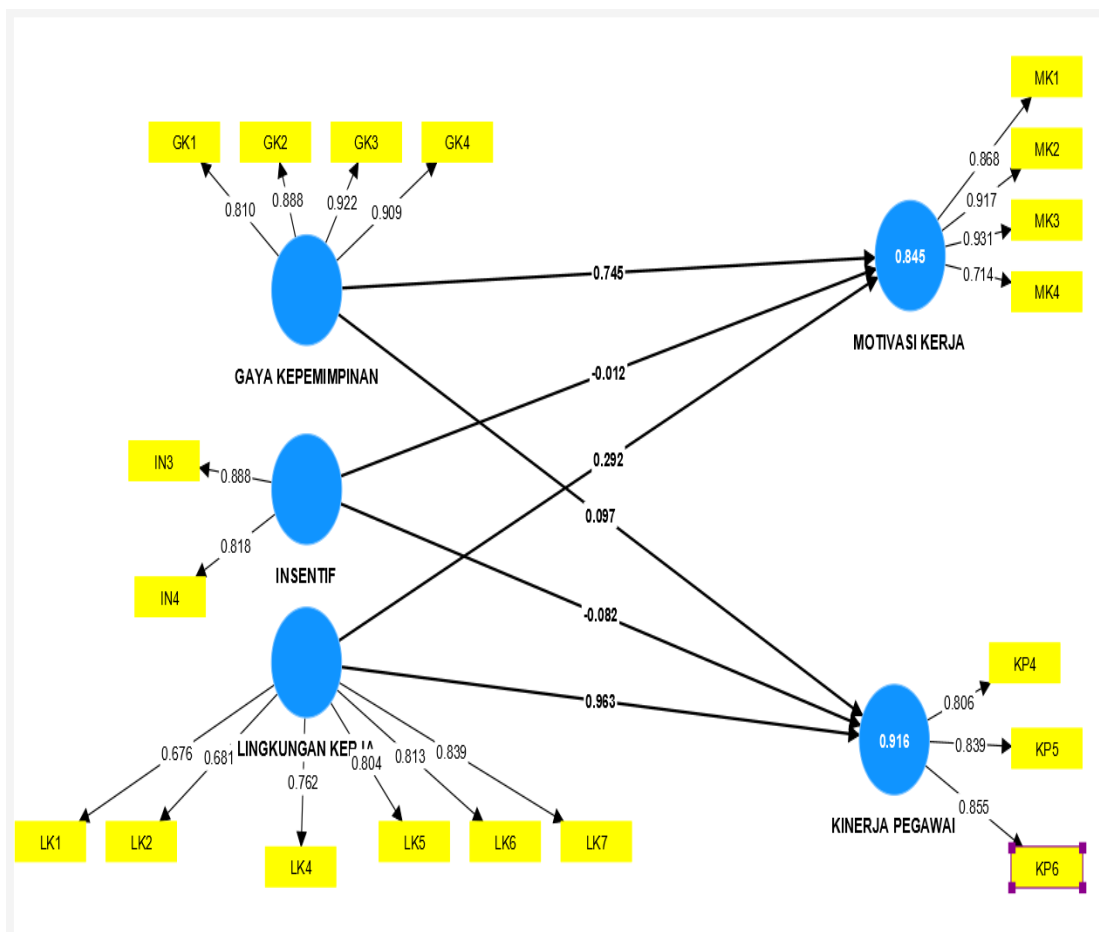 GK1
GK2
GK3
GK4
0.810
0.888
0.922
0.909
GAYA KEPEMIMPINAN
MK1
MK2
MK3
MK4
0.868
0.917
0.931
0.714
0.845
MOTIVASI KERJA
0.745
-0.012
0.292
0.097
-0.082
0.963
IN3
0.888
0.818
IN4
INSENTIF
LINGKUNGAN
0.676
0.681
0.762
0.804
0.813
0.839
LK1
LK2
LK4
LK5
LK6
LK7
KP4
0.806
0.839
KP5
0.855
KP6
0.916
KINERJA PEGAWAI